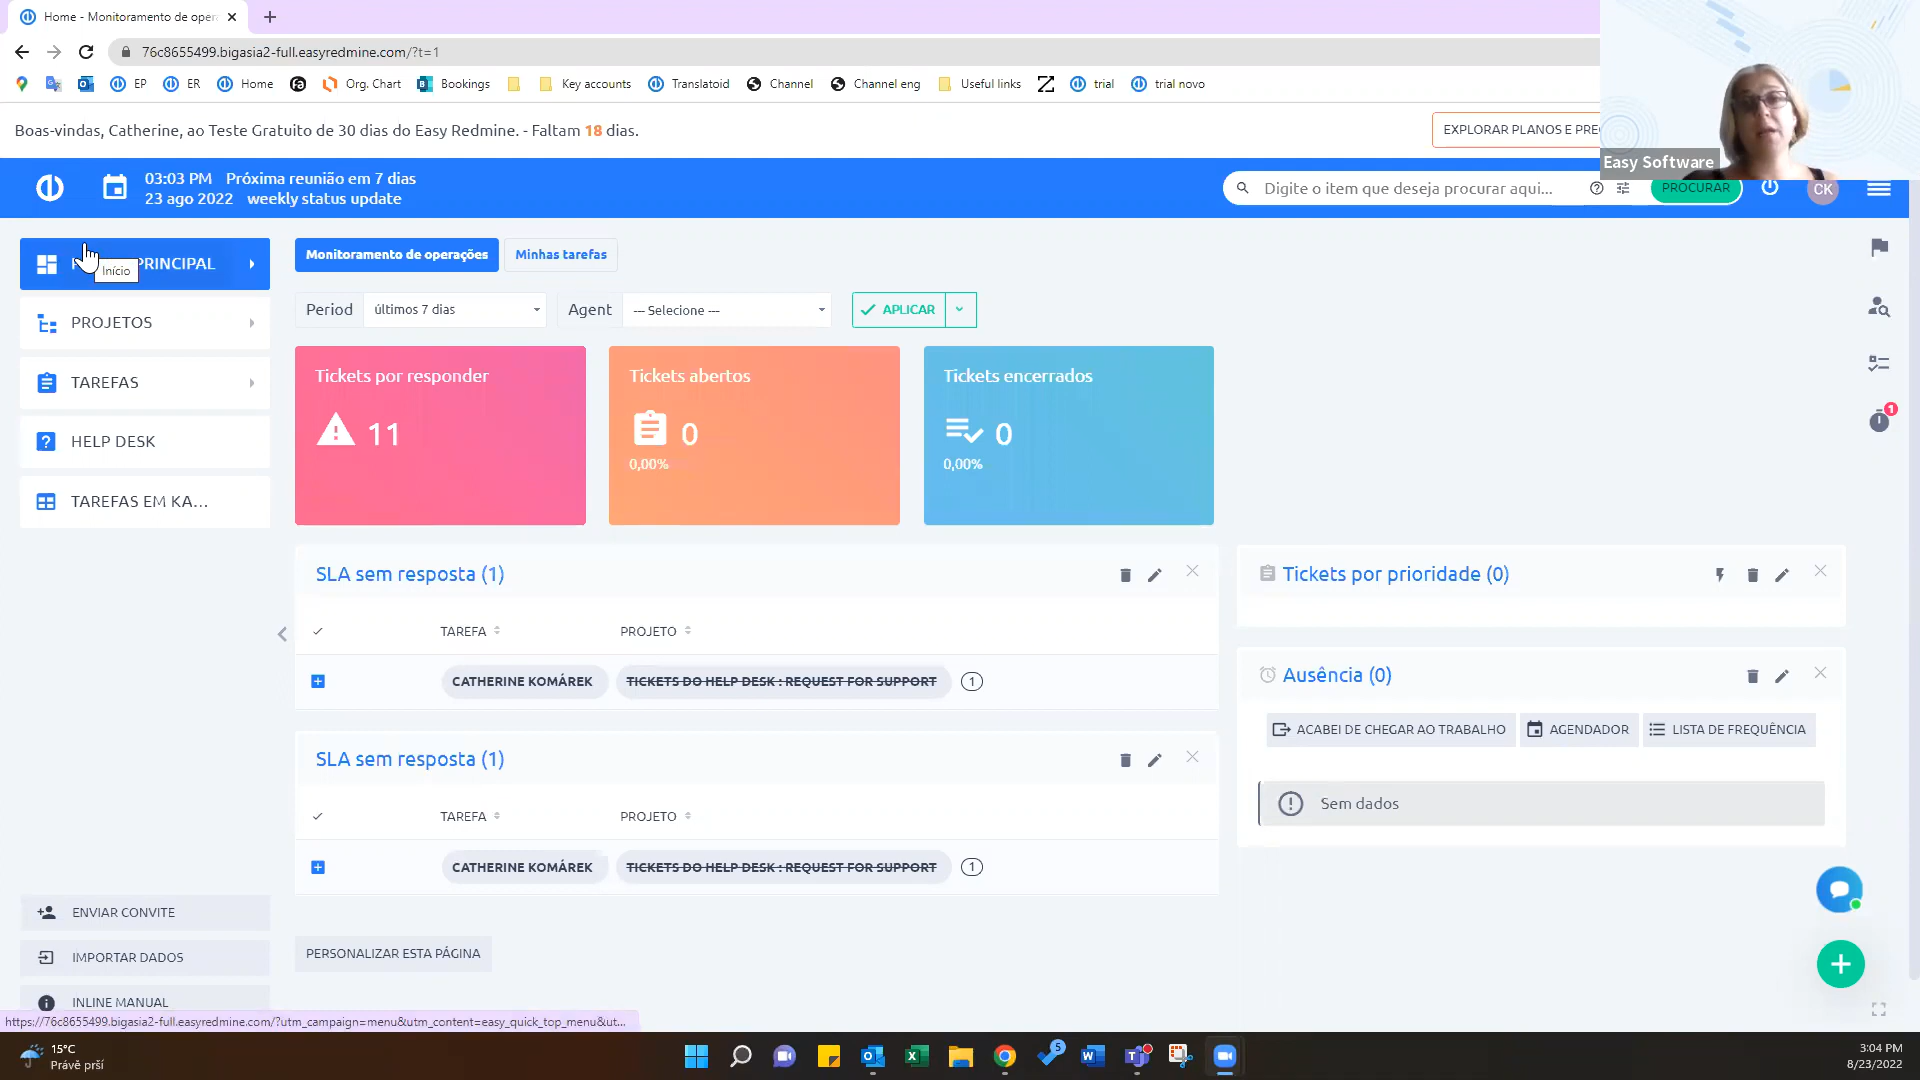 Home - Monitoramento de oper
76c8655499.bigasia2-full.easyredmine.com/?t=1
EP ER Home Org. Chart Bookings Key accounts Translatoid Channel Channel eng Useful links trial trial novo
Boas-vindas, Catherine, ao Teste Gratuito de 30 dias do Easy Redmine. - Faltam 18 dias.
EXPLORAR PLANOS E PRE
Easy Software
03:03 PM Próxima reunião em 7 dias
23 ago 2022 weekly status update
Digite o item que deseja procurar aqui...
PROCURAR
CK
PRINCIPAL
Início
PROJETOS
TAREFAS
HELP DESK
TAREFAS EM KA...
Monitoramento de operações
Minhas tarefas
Period últimos 7 dias
Agent --- Selecione ---
APLICAR
1
Tickets por responder
11
Tickets abertos
0
0,00%
Tickets encerrados
0
0,00%
SLA sem resposta (1)
TAREFA PROJETO
CATHERINE KOMÁREK TICKETS DO HELP DESK : REQUEST FOR SUPPORT 1
SLA sem resposta (1)
TAREFA PROJETO
CATHERINE KOMÁREK TICKETS DO HELP DESK : REQUEST FOR SUPPORT 1
PERSONALIZAR ESTA PÁGINA
Tickets por prioridade (0)
Ausência (0)
ACABEI DE CHEGAR AO TRABALHO AGENDADOR LISTA DE FREQUÊNCIA
Sem dados
ENVIAR CONVITE
IMPORTAR DADOS
INLINE MANUAL
https://76c8655499.bigasia2-full.easyredmine.com/?utm_campaign=menu&utm_content=easy_quick_top_menu&ut...
15°C
Právě prší
5
3:04 PM
8/23/2022